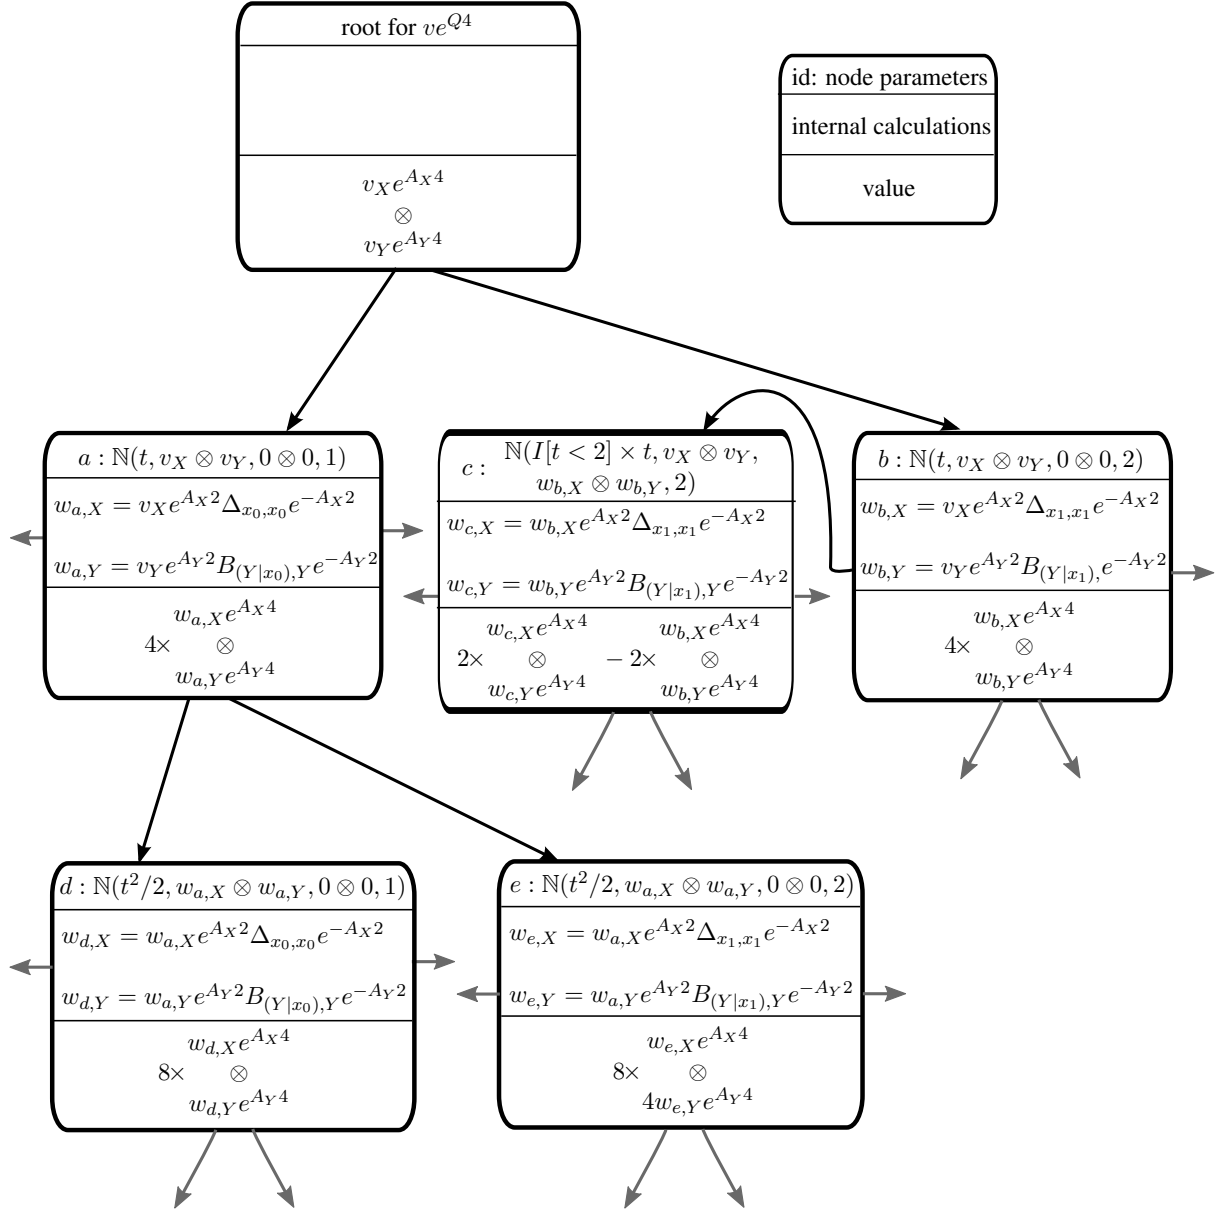 root for $ve^{Q4}$
$v_X e^{A_X 4}$
$\otimes$
$v_Y e^{A_Y 4}$
id: node parameters
internal calculations
value
$a : \mathbb{N}(t, v_X \otimes v_Y, 0 \otimes 0, 1)$
$w_{a,X} = v_X e^{A_X 2} \Delta_{x_0,x_0} e^{-A_X 2}$
$w_{a,Y} = v_Y e^{A_Y 2} B_{(Y|x_0),Y} e^{-A_Y 2}$
$w_{a,X} e^{A_X 4}$
$4\times \quad \otimes$
$w_{a,Y} e^{A_Y 4}$
$\mathbb{N}(I[t < 2] \times t, v_X \otimes v_Y,$
$c :$
$w_{b,X} \otimes w_{b,Y}, 2)$
$w_{c,X} = w_{b,X} e^{A_X 2} \Delta_{x_1,x_1} e^{-A_X 2}$
$w_{c,Y} = w_{b,Y} e^{A_Y 2} B_{(Y|x_1),Y} e^{-A_Y 2}$
$w_{c,X} e^{A_X 4} \quad w_{b,X} e^{A_X 4}$
$2\times \quad \otimes \quad -2\times \quad \otimes$
$w_{c,Y} e^{A_Y 4} \quad w_{b,Y} e^{A_Y 4}$
$b : \mathbb{N}(t, v_X \otimes v_Y, 0 \otimes 0, 2)$
$w_{b,X} = v_X e^{A_X 2} \Delta_{x_1,x_1} e^{-A_X 2}$
$w_{b,Y} = v_Y e^{A_Y 2} B_{(Y|x_1),} e^{-A_Y 2}$
$w_{b,X} e^{A_X 4}$
$4\times \quad \otimes$
$w_{b,Y} e^{A_Y 4}$
$d : \mathbb{N}(t^2/2, w_{a,X} \otimes w_{a,Y}, 0 \otimes 0, 1)$
$w_{d,X} = w_{a,X} e^{A_X 2} \Delta_{x_0,x_0} e^{-A_X 2}$
$w_{d,Y} = w_{a,Y} e^{A_Y 2} B_{(Y|x_0),Y} e^{-A_Y 2}$
$w_{d,X} e^{A_X 4}$
$8\times \quad \otimes$
$w_{d,Y} e^{A_Y 4}$
$e : \mathbb{N}(t^2/2, w_{a,X} \otimes w_{a,Y}, 0 \otimes 0, 2)$
$w_{e,X} = w_{a,X} e^{A_X 2} \Delta_{x_1,x_1} e^{-A_X 2}$
$w_{e,Y} = w_{a,Y} e^{A_Y 2} B_{(Y|x_1),Y} e^{-A_Y 2}$
$w_{e,X} e^{A_X 4}$
$8\times \quad \otimes$
$4 w_{e,Y} e^{A_Y 4}$